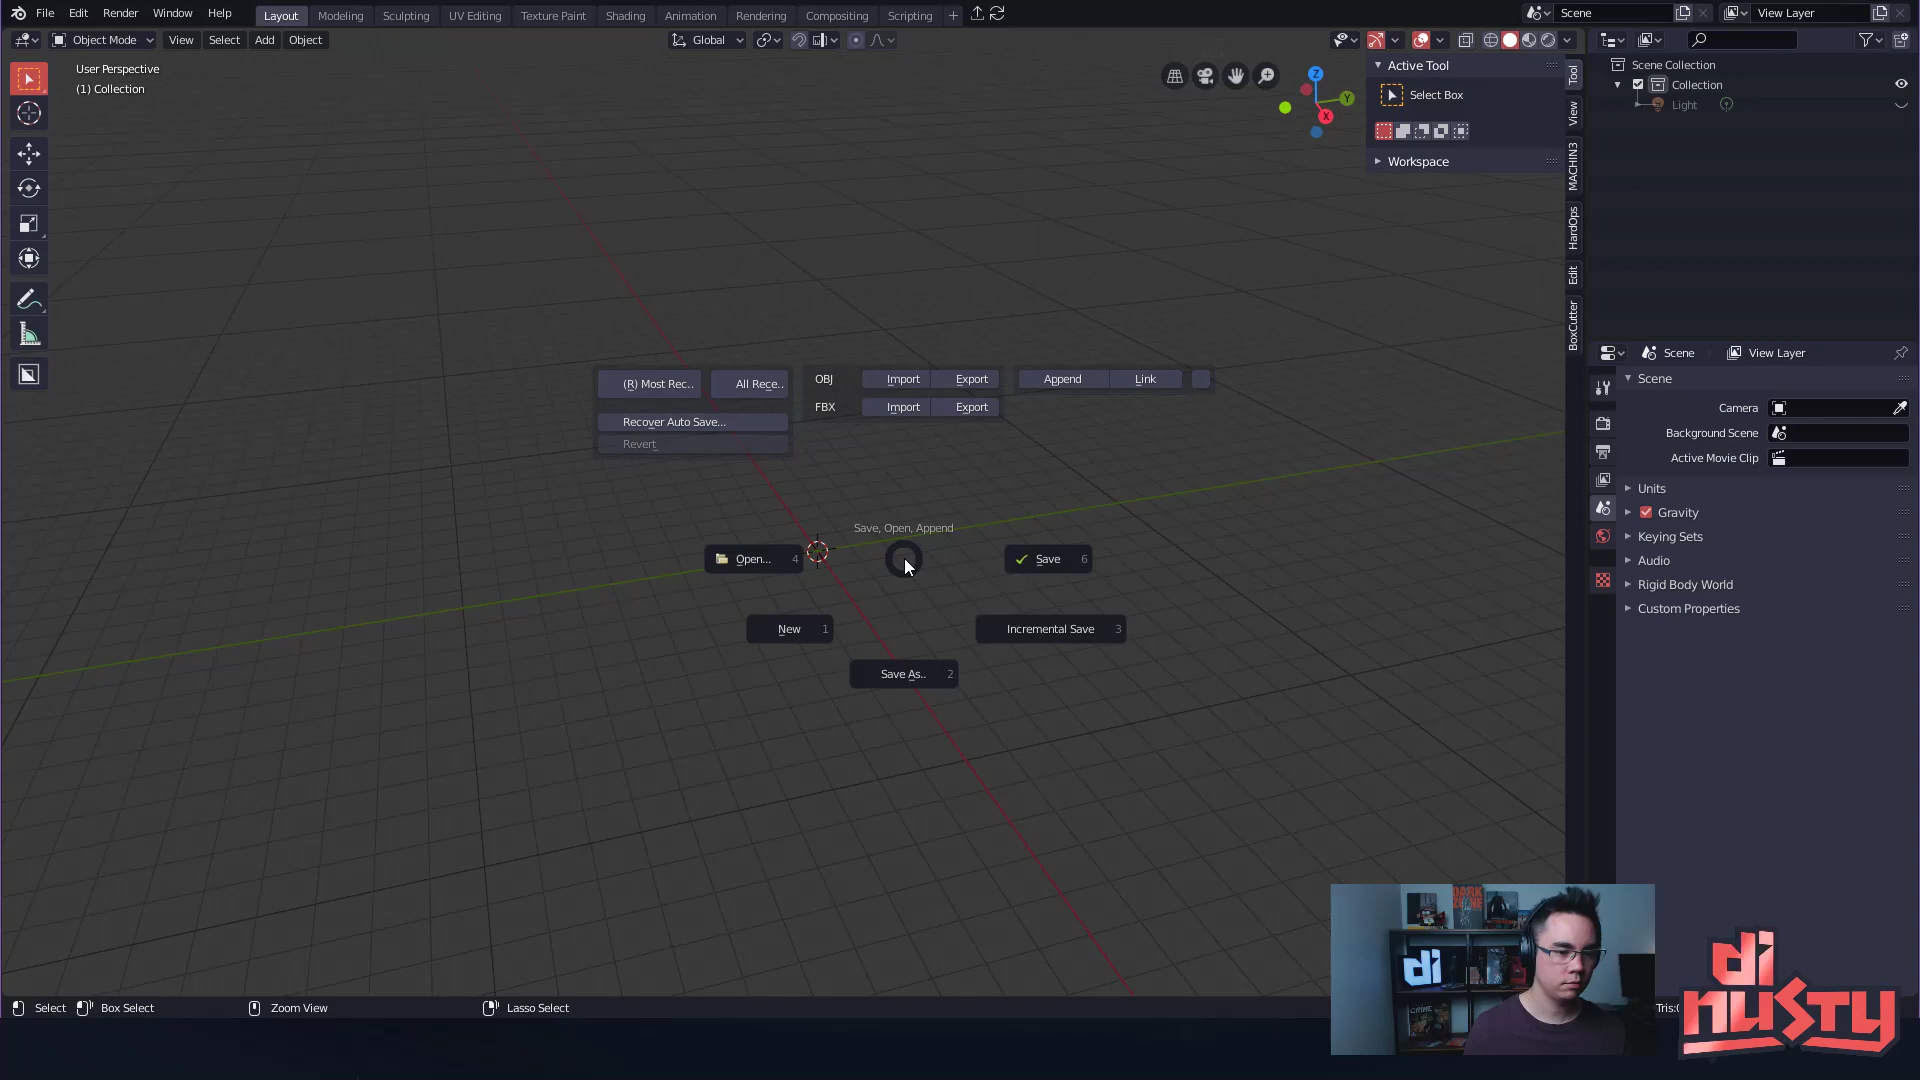 File Edit Render Window Help Layout Modeling Sculpting UV Editing Texture Paint Shading Animation Rendering Compositing Scripting Scene View Layer
Object Mode View Select Add Object Global
User Perspective
(1) Collection
Z
Y
X
Active Tool
Select Box
Workspace
Tool
View
MACHIN3
HardOps
Edit
BoxCutter
Scene Collection
Collection
Light
(R) Most Rec.. All Rece..
Recover Auto Save...
Revert
OBJ Import Export
FBX Import Export
Append Link
Save, Open, Append
Open... 4
Save 6
New 1
Incremental Save 3
Save As.. 2
Scene View Layer
Scene
Camera
Background Scene
Active Movie Clip
Units
Gravity
Keying Sets
Audio
Rigid Body World
Custom Properties
DARK
CRIME
di
di
nusty
Select Box Select Zoom View Lasso Select